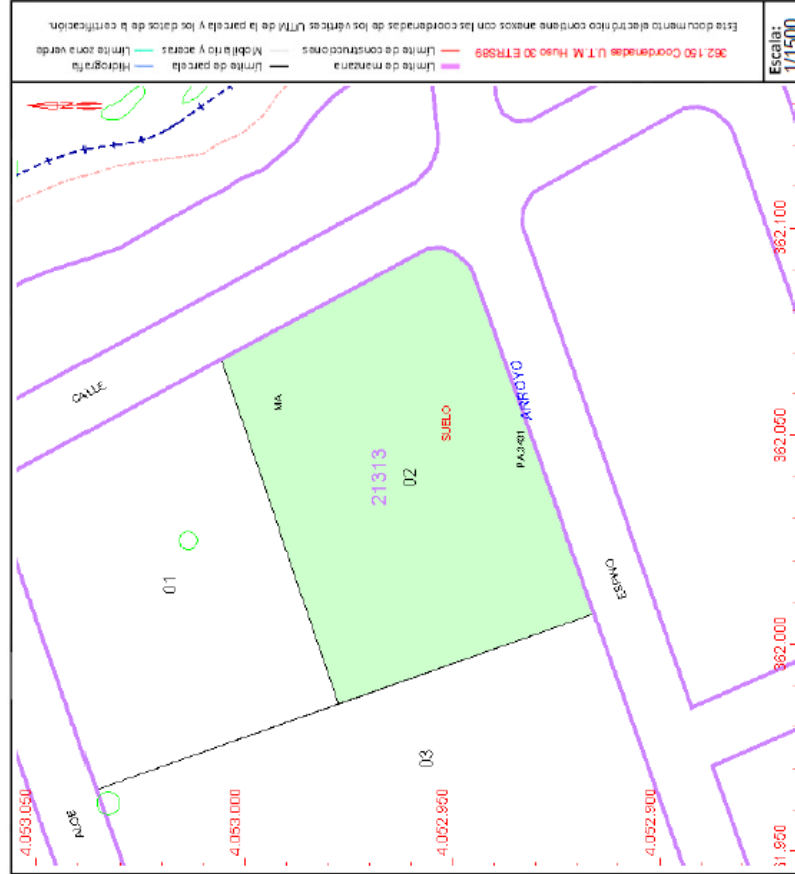 Este documento electrónico contiene anexos con las coordenadas de los vértices UTM de la parcela y los datos de la certificación.
362.150 Coordenadas U.T.M. Huso 30 ETRS89
Límite de manzana
Límite de construcciones
Límite de parcela
Mobiliario y aceras
Hidrografía
Límite zona verde
Escala:
1/1500
CALLE
MA
01
21313
02
SUELO
ARROYO
PA3<01
03
ALOE
4.053.050
4.053.000
4.052.950
4.052.900
362.100
362.050
362.000